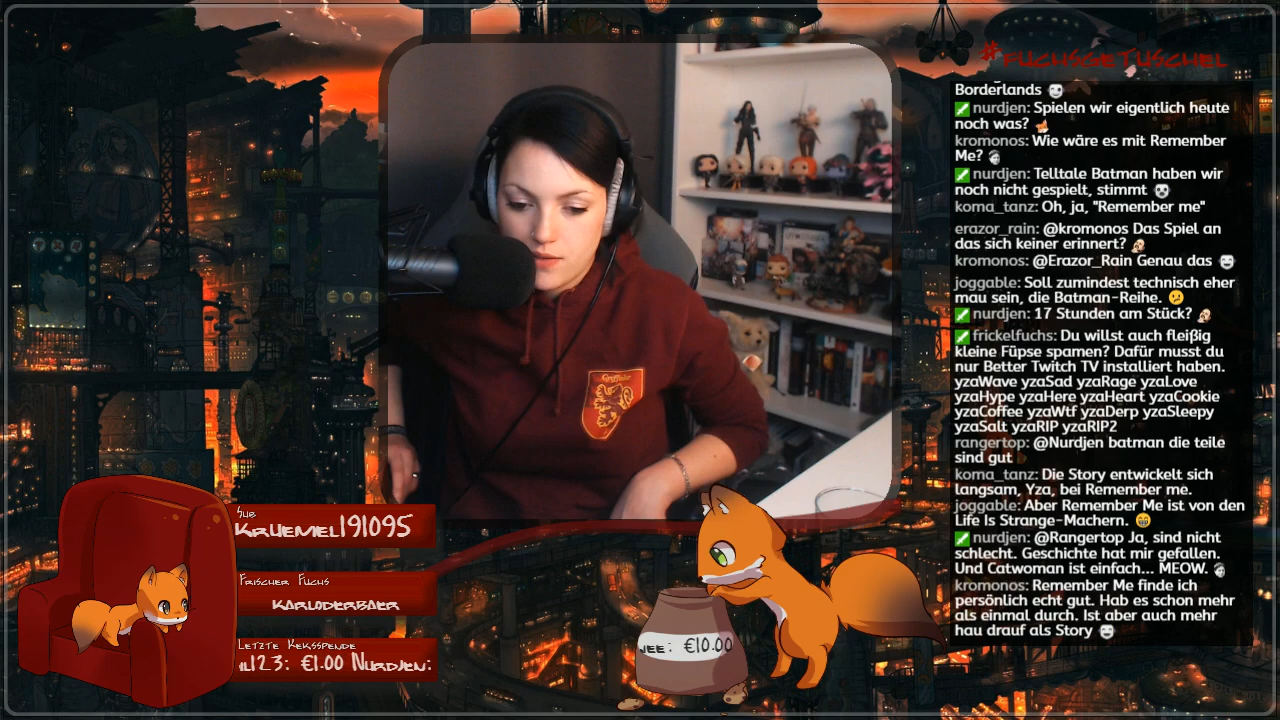 #FUCHSGETUSCHEL
Borderlands
nurdjen: Spielen wir eigentlich heute
noch was?
kromonos: Wie wäre es mit Remember
Me?
nurdjen: Telltale Batman haben wir
noch nicht gespielt, stimmt
koma_tanz: Oh, ja, "Remember me"
erazor_rain: @kromonos Das Spiel an
das sich keiner erinnert?
kromonos: @Erazor_Rain Genau das
joggable: Soll zumindest technisch eher
mau sein, die Batman-Reihe.
nurdjen: 17 Stunden am Stück?
frickelfuchs: Du willst auch fleißig
kleine Füpse spamen? Dafür musst du
nur Better Twitch TV installiert haben.
yzaWave yzaSad yzaRage yzaLove
yzaHype yzaHere yzaHeart yzaCookie
yzaCoffee yzaWtf yzaDerp yzaSleepy
yzaSalt yzaRIP yzaRIP2
rangertop: @Nurdjen batman die teile
sind gut
koma_tanz: Die Story entwickelt sich
langsam, Yza, bei Remember me.
joggable: Aber Remember Me ist von den
Life Is Strange-Machern.
nurdjen: @Rangertop Ja, sind nicht
schlecht. Geschichte hat mir gefallen.
Und Catwoman ist einfach... MEOW.
kromonos: Remember Me finde ich
persönlich echt gut. Hab es schon mehr
als einmal durch. Ist aber auch mehr
hau drauf als Story
Gryffindor
Sub
Kruemel191095
Frischer Fuchs
Karloderbaer
Letzte Keksspende
123: €1.00 Nurdjen:
€10.00